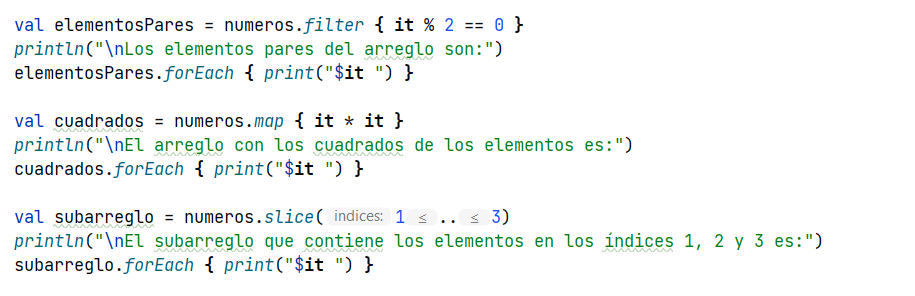 val elementosPares = numeros.filter { it % 2 == 0 }
println("\nLos elementos pares del arreglo son:")
elementosPares.forEach { print("$it ") }
val cuadrados = numeros.map { it * it }
println("\nEl arreglo con los cuadrados de los elementos es:")
cuadrados.forEach { print("$it ") }
val subarreglo = numeros.slice( indices: 1 ≤ .. ≤ 3)
println("\nEl subarreglo que contiene los elementos en los índices 1, 2 y 3 es:")
subarreglo.forEach { print("$it ") }